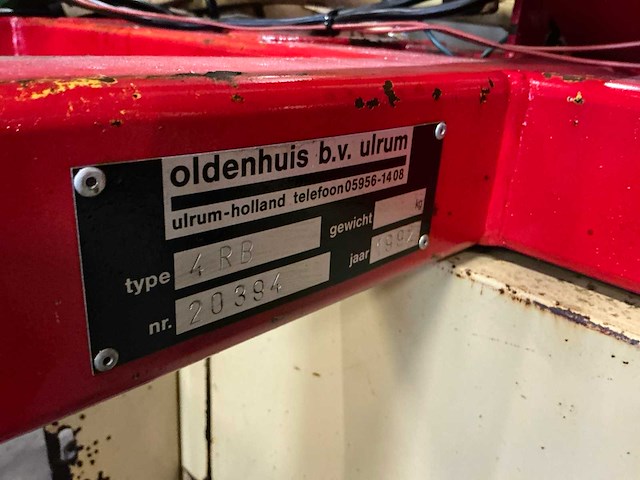 oldenhuis b.v. ulrum
ulrum-holland telefoon 05956-1408
type 4 RB
gewicht kg
nr. 20394
jaar